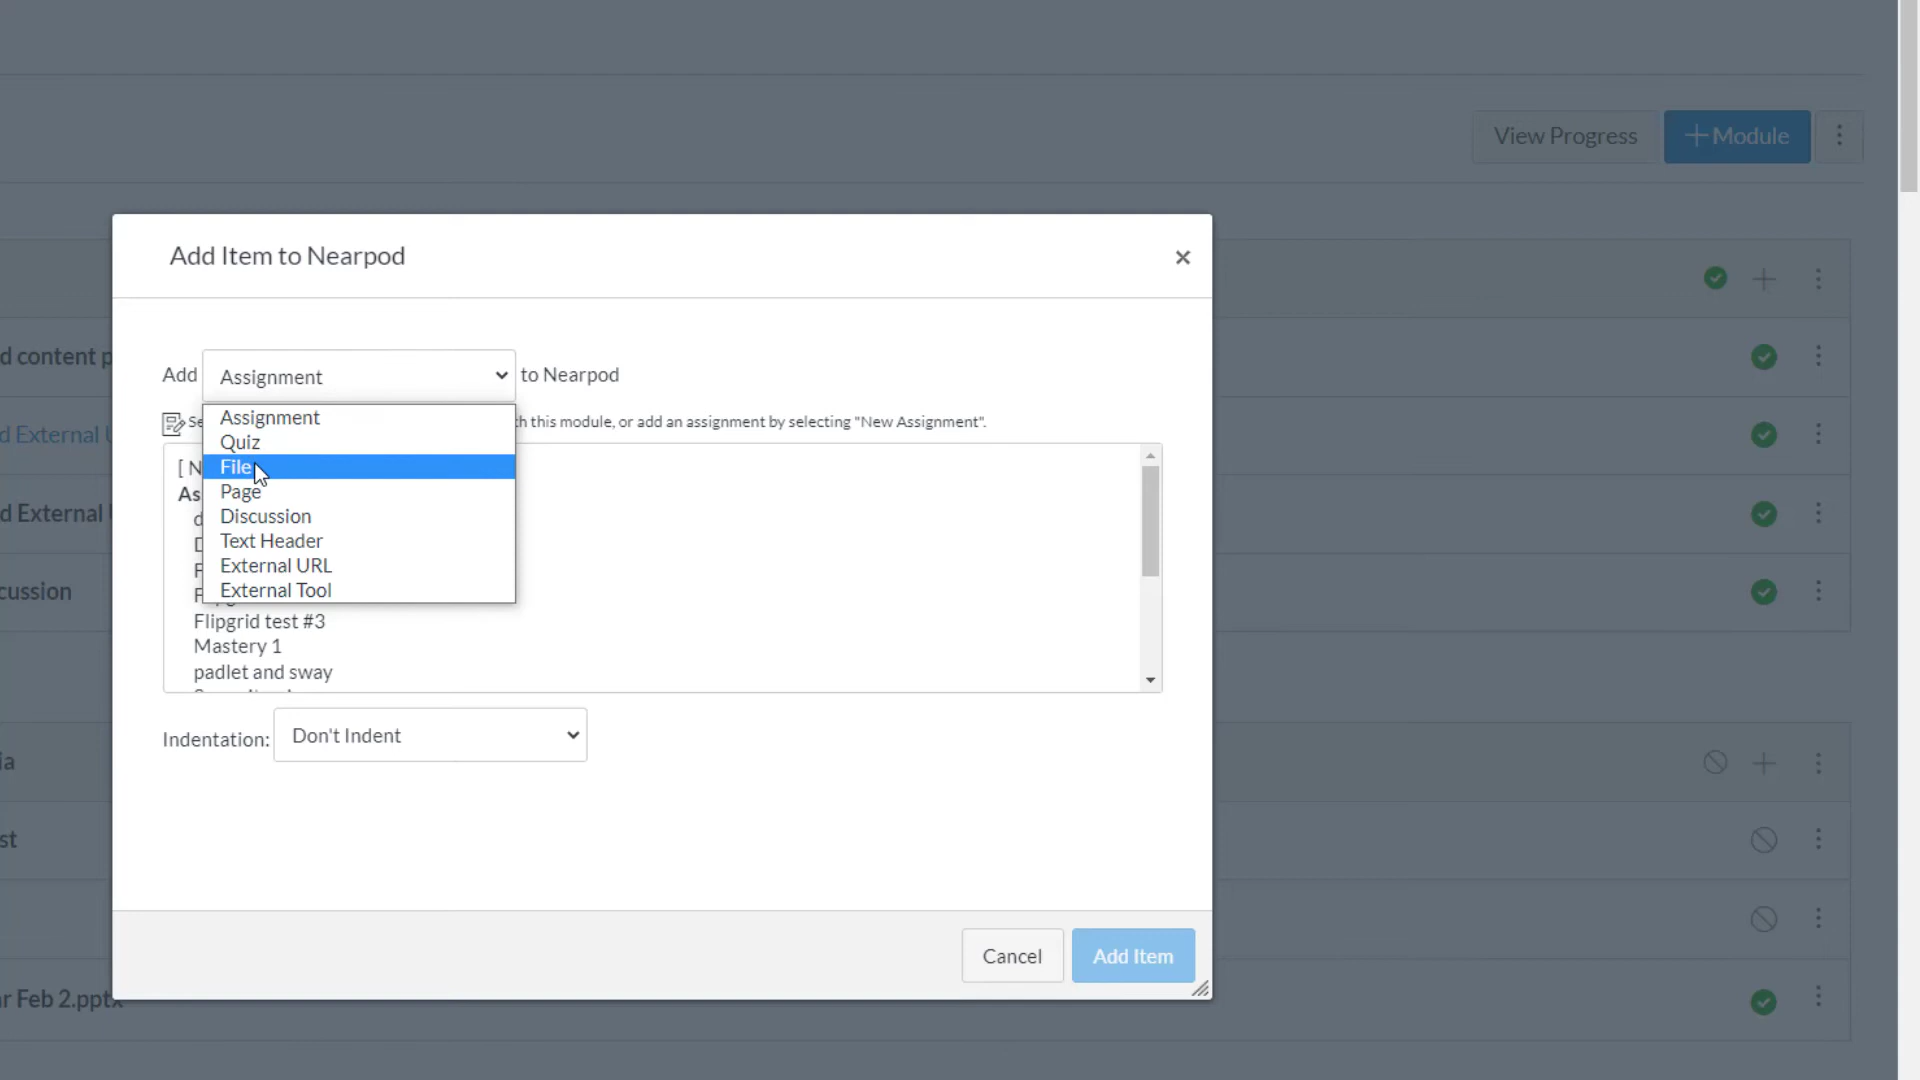 View Progress
+ Module
Add Item to Nearpod
d content p
Add Assignment to Nearpod
Assignment
th this module, or add an assignment by selecting "New Assignment".
d External U
Quiz
File
Page
d External
Discussion
Text Header
External URL
cussion
External Tool
Flipgrid test #3
Mastery 1
padlet and sway
Indentation: Don't Indent
ia
st
Cancel
Add Item
r Feb 2.pptx